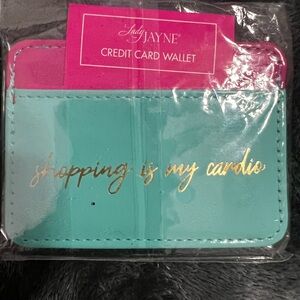 Lady
JAYNE
CREDIT CARD WALLET
shopping is my cardio